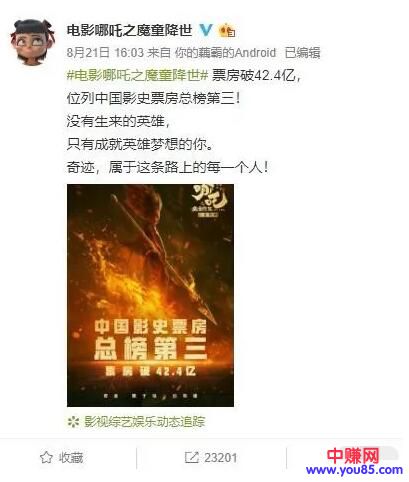 电影哪吒之魔童降世
8月21日 16:03 来自 你的藕霸的Android 已编辑
#电影哪吒之魔童降世# 票房破42.4亿，
位列中国影史票房总榜第三！
没有生来的英雄，
只有成就英雄梦想的你。
奇迹，属于这条路上的每一个人！
哪吒
中国影史票房
总榜第三
票房破42.4亿
影视综艺娱乐动态追踪
收藏
23201
中赚网
www.you85.com